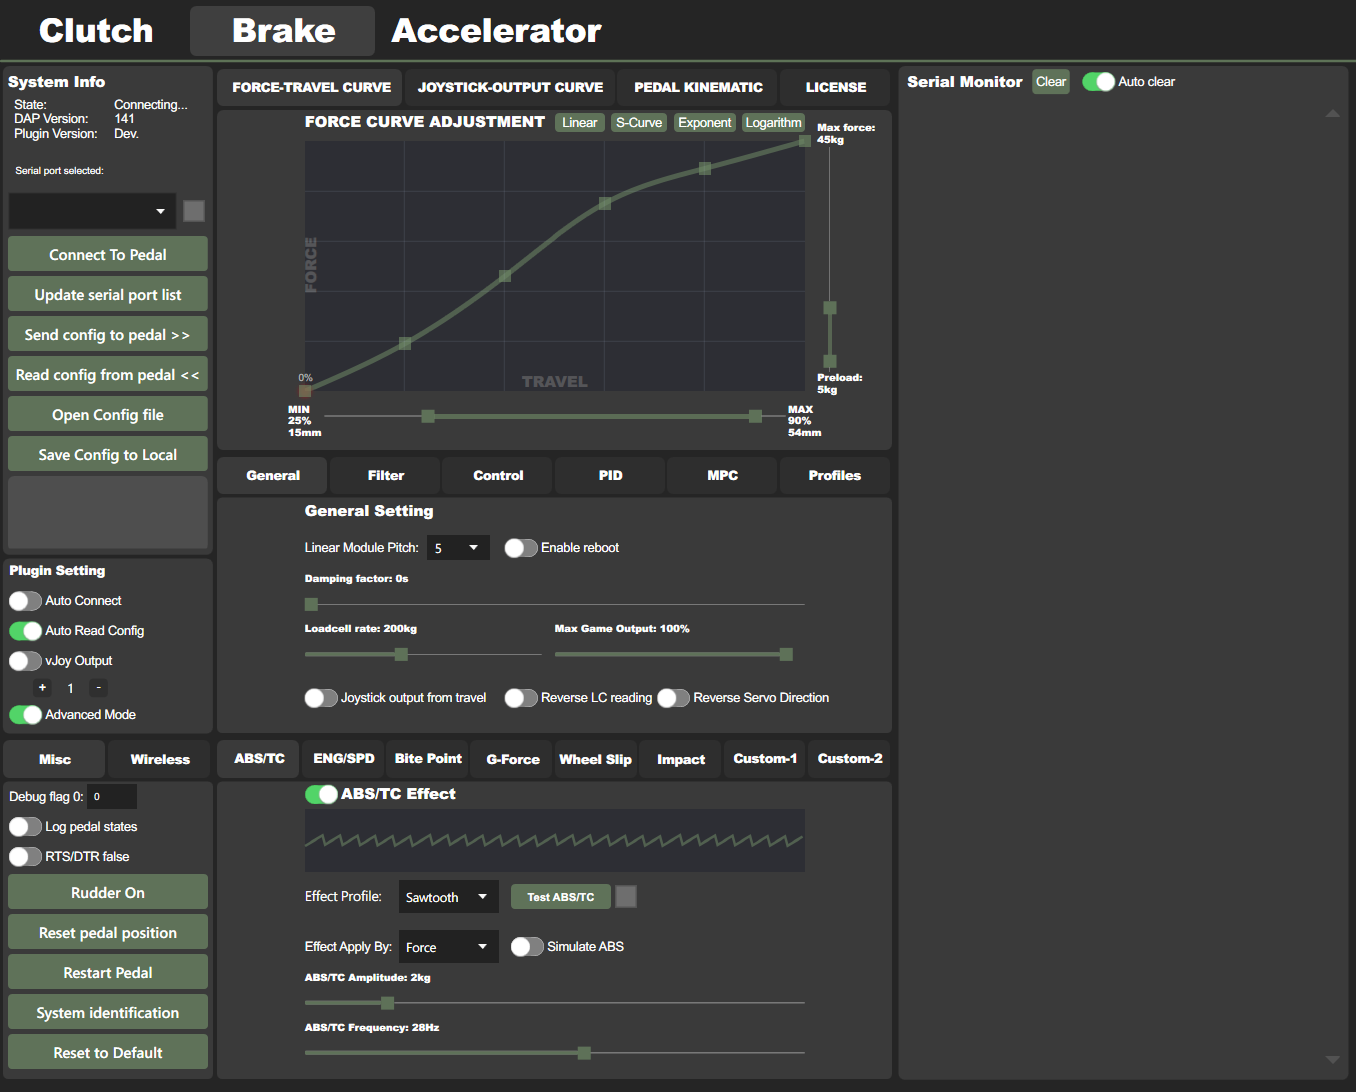 Clutch
Brake
Accelerator
System Info
State: Connecting...
DAP Version: 141
Plugin Version: Dev.
Serial port selected:
Connect To Pedal
Update serial port list
Send config to pedal >>
Read config from pedal <<
Open Config file
Save Config to Local
Plugin Setting
Auto Connect
Auto Read Config
vJoy Output
+ 1 -
Advanced Mode
Misc
Wireless
Debug flag 0: 0
Log pedal states
RTS/DTR false
Rudder On
Reset pedal position
Restart Pedal
System identification
Reset to Default
FORCE-TRAVEL CURVE
JOYSTICK-OUTPUT CURVE
PEDAL KINEMATIC
LICENSE
FORCE CURVE ADJUSTMENT
Linear
S-Curve
Exponent
Logarithm
Max force:
45kg
FORCE
0%
TRAVEL
Preload:
5kg
MIN
25%
15mm
MAX
90%
54mm
General
Filter
Control
PID
MPC
Profiles
General Setting
Linear Module Pitch: 5
Enable reboot
Damping factor: 0s
Loadcell rate: 200kg
Max Game Output: 100%
Joystick output from travel
Reverse LC reading
Reverse Servo Direction
ABS/TC
ENG/SPD
Bite Point
G-Force
Wheel Slip
Impact
Custom-1
Custom-2
ABS/TC Effect
Effect Profile: Sawtooth
Test ABS/TC
Effect Apply By: Force
Simulate ABS
ABS/TC Amplitude: 2kg
ABS/TC Frequency: 28Hz
Serial Monitor
Clear
Auto clear